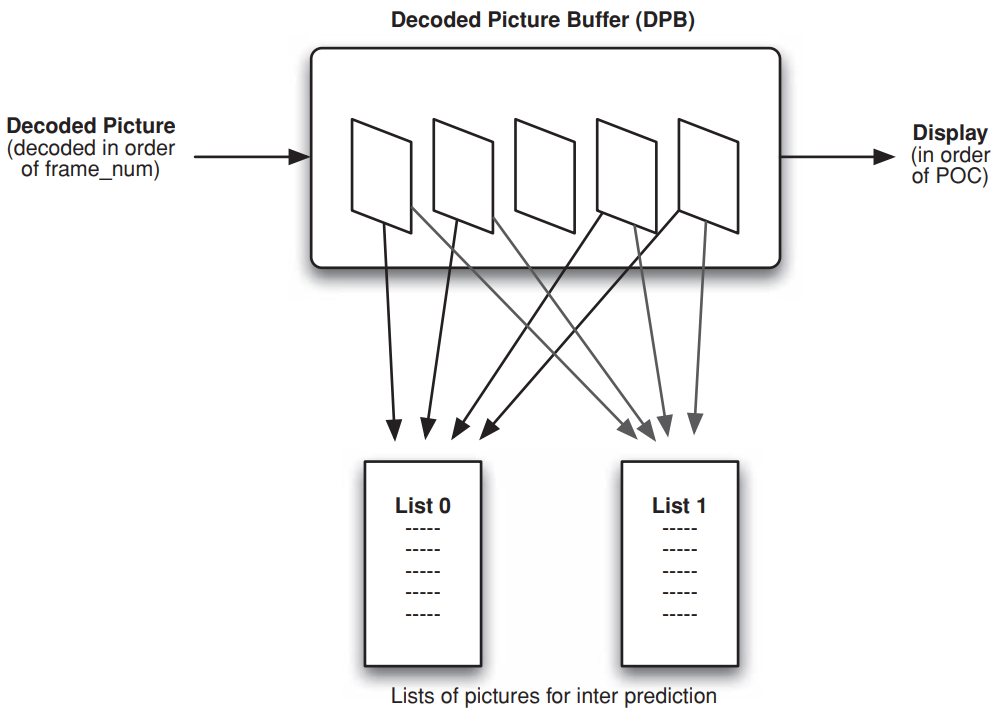 Decoded Picture Buffer (DPB)
Decoded Picture
(decoded in order
of frame_num)
Display
(in order
of POC)
List 0
-----
-----
-----
-----
-----
List 1
-----
-----
-----
-----
-----
Lists of pictures for inter prediction